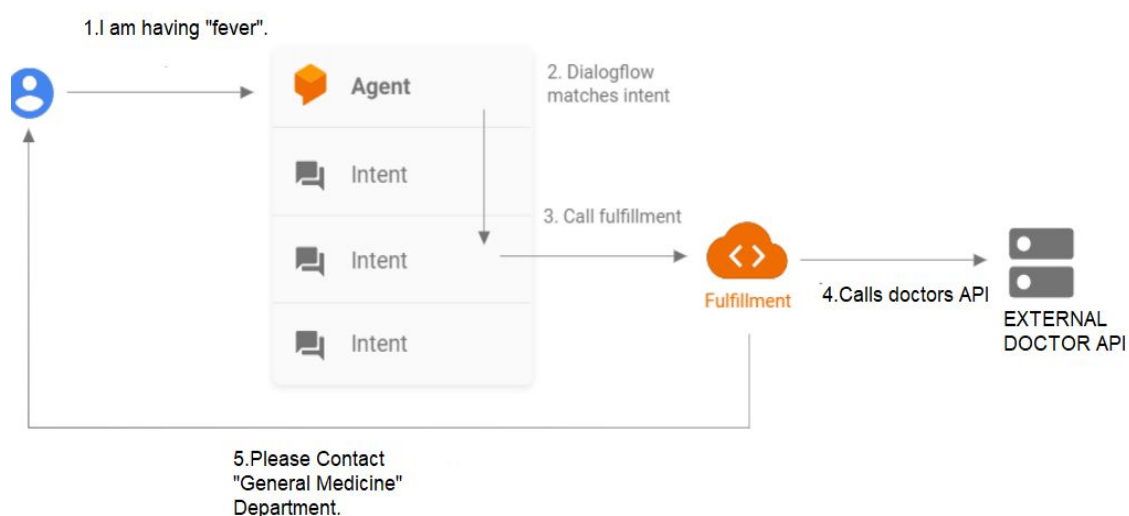 1.I am having "fever".
Agent
2. Dialogflow
matches intent
Intent
3. Call fulfillment
Intent
Fulfillment
4.Calls doctors API
EXTERNAL
DOCTOR API
Intent
5.Please Contact
"General Medicine"
Department.